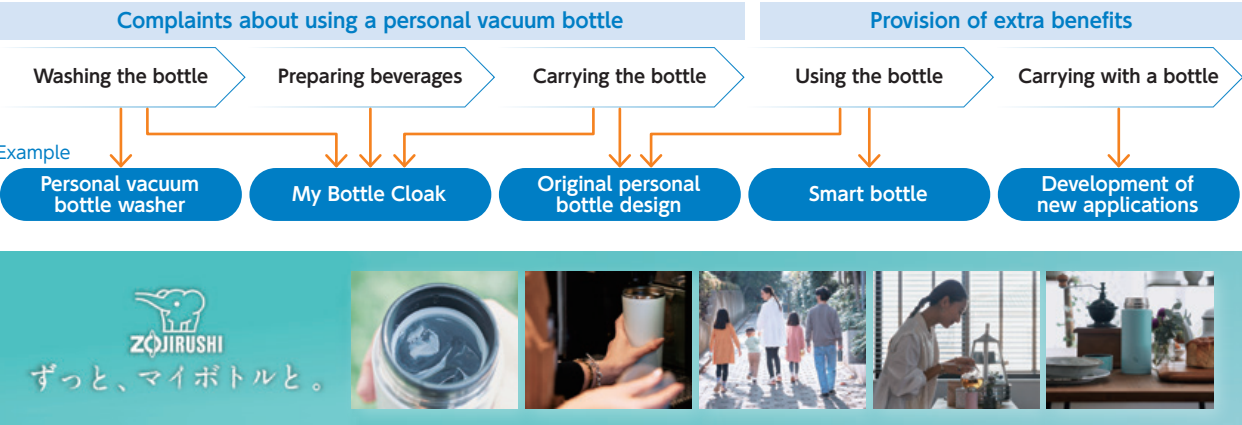 Complaints about using a personal vacuum bottle
Provision of extra benefits
Washing the bottle
Preparing beverages
Carrying the bottle
Using the bottle
Carrying with a bottle
Example
Personal vacuum
bottle washer
My Bottle Cloak
Original personal
bottle design
Smart bottle
Development of
new applications
ZOJIRUSHI
ずっと、マイボトルと。